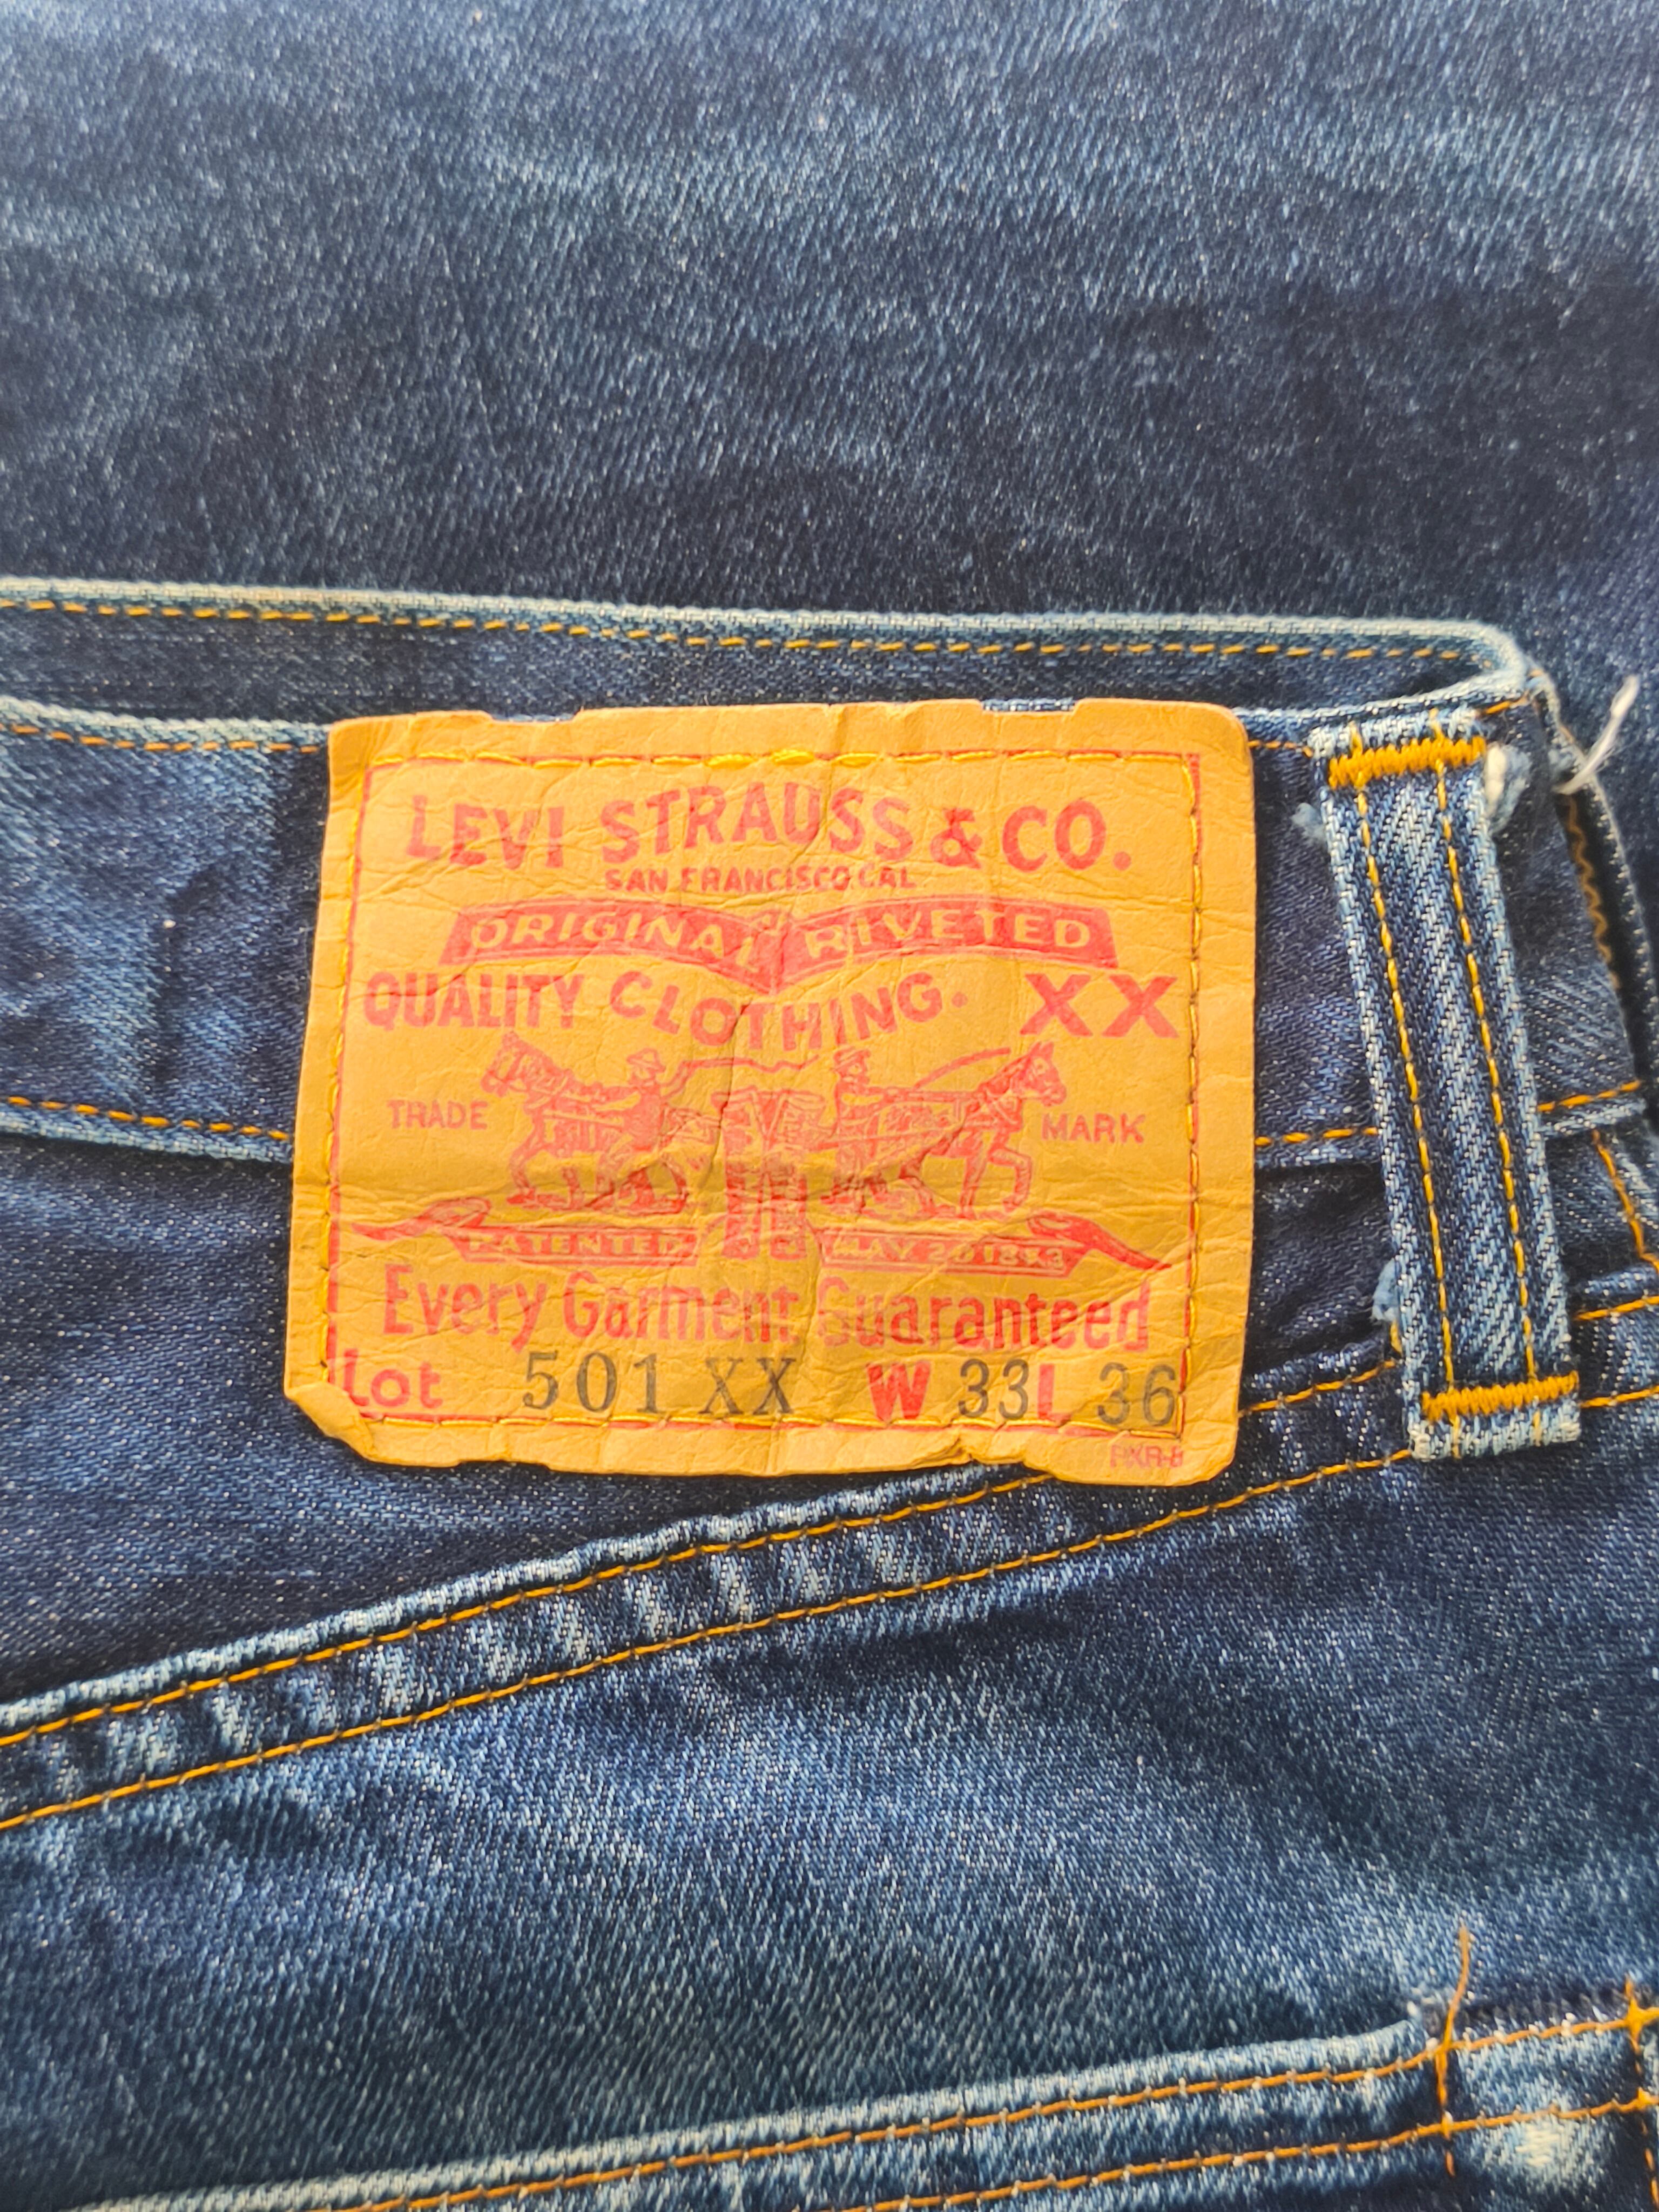 LEVI STRAUSS & CO.
SAN FRANCISCO, CAL
ORIGINAL RIVETED
QUALITY CLOTHING. XX
TRADE MARK
PATENTED MAY 20 1873
Every Garment Guaranteed
Lot 501 XX W 33 L 36